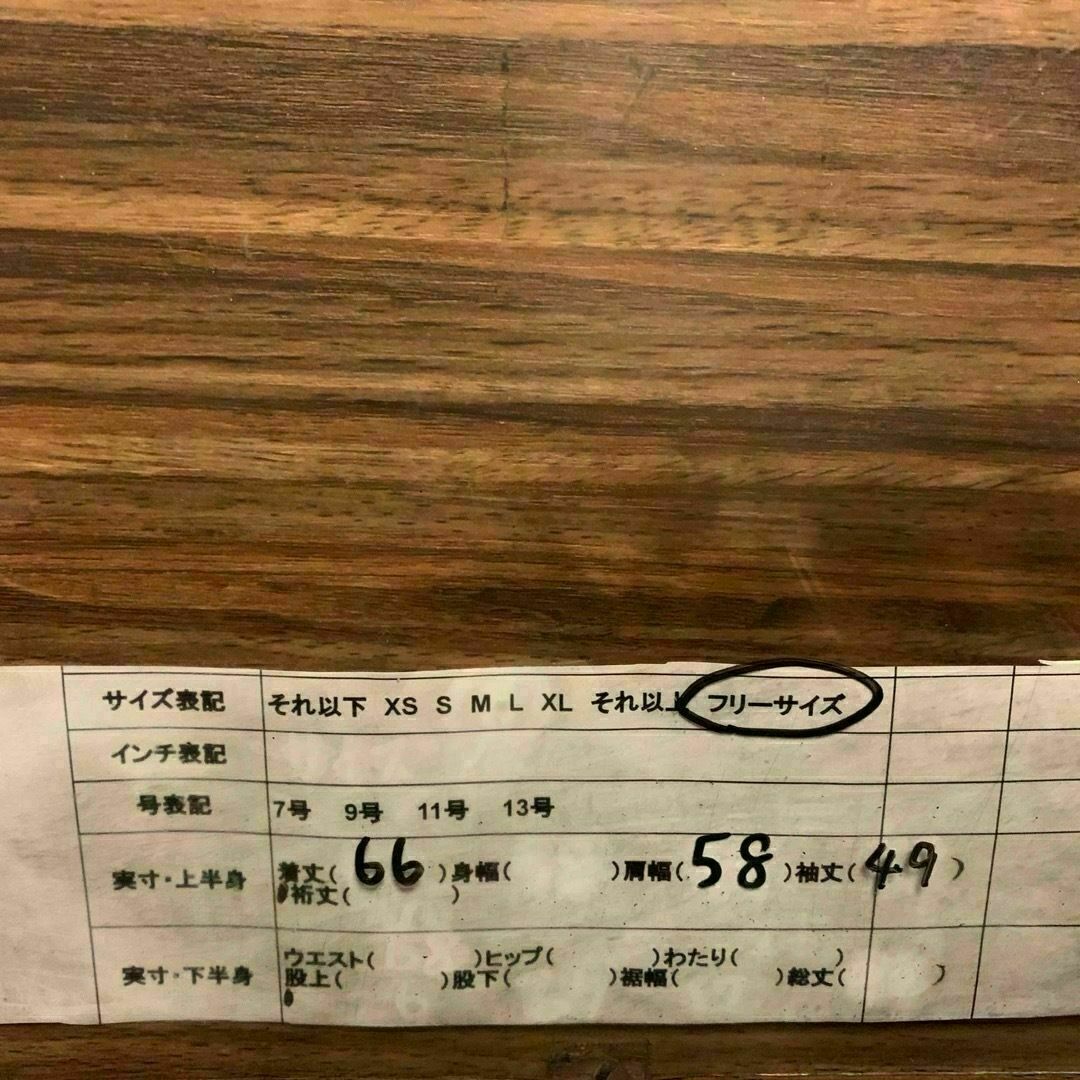 サイズ表記 それ以下 XS S M L XL それ以上 フリーサイズ
インチ表記
号表記 7号 9号 11号 13号
実寸・上半身 着丈( 66 )身幅( )肩幅( 58 )袖丈( 49 )
裄丈( )
実寸・下半身 ウエスト( )ヒップ( )わたり( )
股上( )股下( )裾幅( )総丈( )